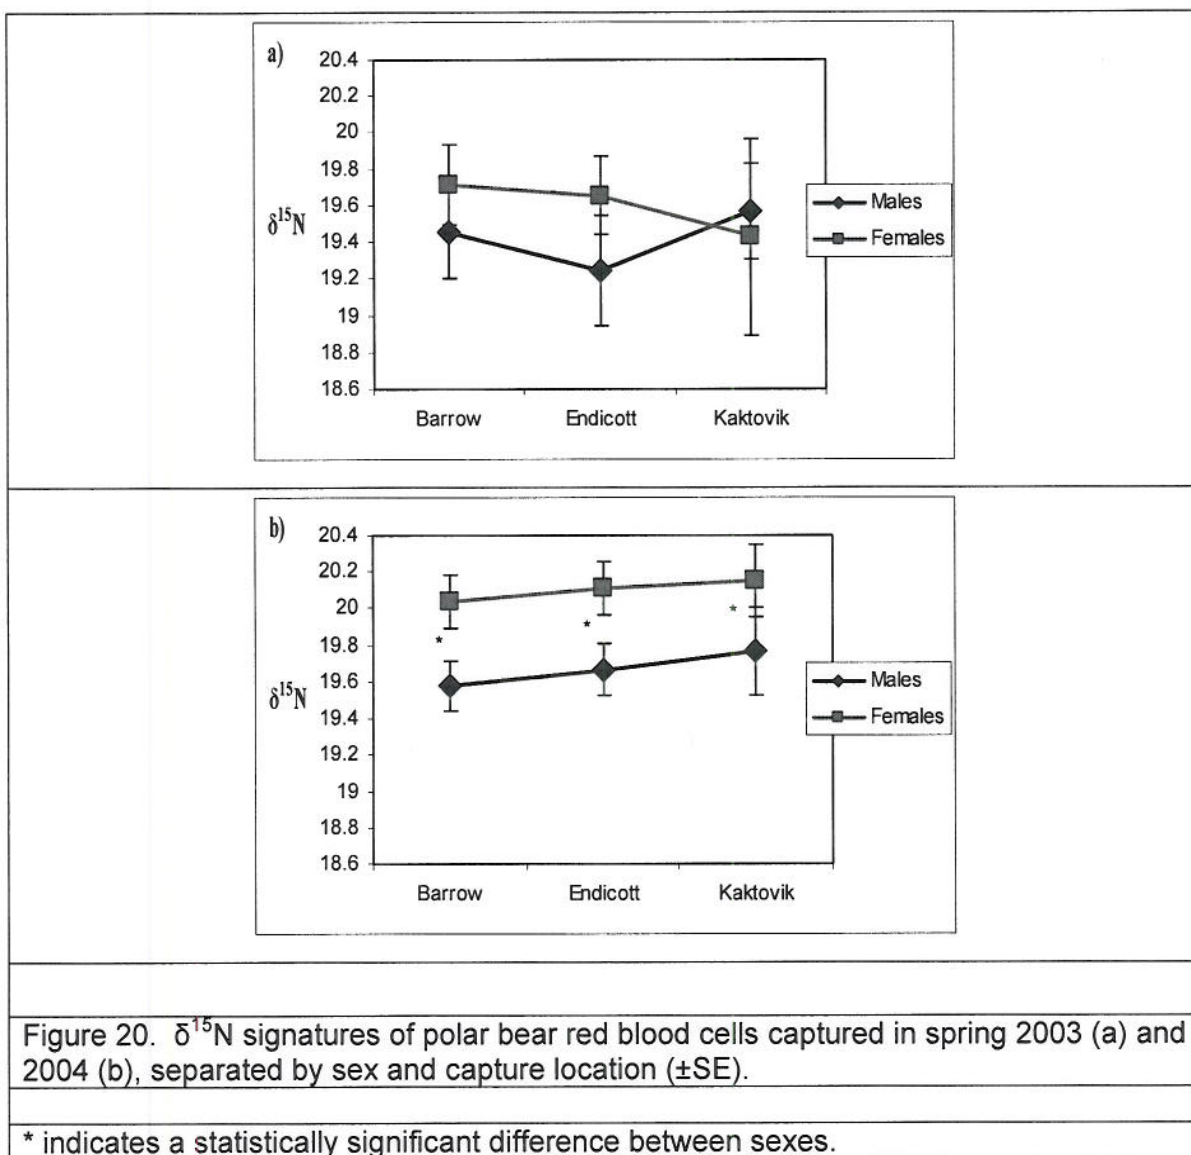 a)
20.4
20.2
20
19.8
19.6
19.4
19.2
19
18.8
18.6
δ¹⁵N
Barrow Endicott Kaktovik
Males
Females
b)
20.4
20.2
20
19.8
19.6
19.4
19.2
19
18.8
18.6
δ¹⁵N
* * *
Barrow Endicott Kaktovik
Males
Females
Figure 20. δ¹⁵N signatures of polar bear red blood cells captured in spring 2003 (a) and
2004 (b), separated by sex and capture location (±SE).
* indicates a statistically significant difference between sexes.